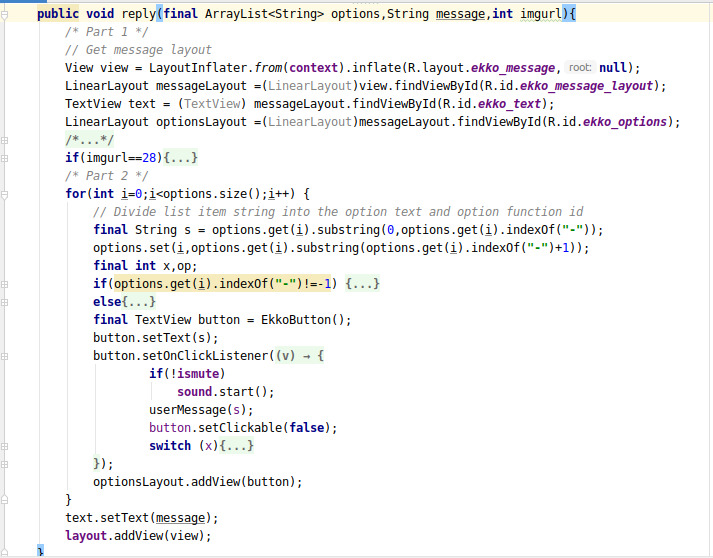 public void reply(final ArrayList<String> options,String message,int imgurl){
/* Part 1 */
// Get message layout
View view = LayoutInflater.from(context).inflate(R.layout.ekko_message, root: null);
LinearLayout messageLayout =(LinearLayout)view.findViewById(R.id.ekko_message_layout);
TextView text = (TextView) messageLayout.findViewById(R.id.ekko_text);
LinearLayout optionsLayout =(LinearLayout)messageLayout.findViewById(R.id.ekko_options);
/*...*/
if(imgurl==28){...}
/* Part 2 */
for(int i=0;i<options.size();i++) {
// Divide list item string into the option text and option function id
final String s = options.get(i).substring(0,options.get(i).indexOf("-"));
options.set(i,options.get(i).substring(options.get(i).indexOf("-")+1));
final int x,op;
if(options.get(i).indexOf("-")!=-1) {...}
else{...}
final TextView button = EkkoButton();
button.setText(s);
button.setOnClickListener((v) → {
if(!ismute)
sound.start();
userMessage(s);
button.setClickable(false);
switch (x){...}
});
optionsLayout.addView(button);
}
text.setText(message);
layout.addView(view);
}